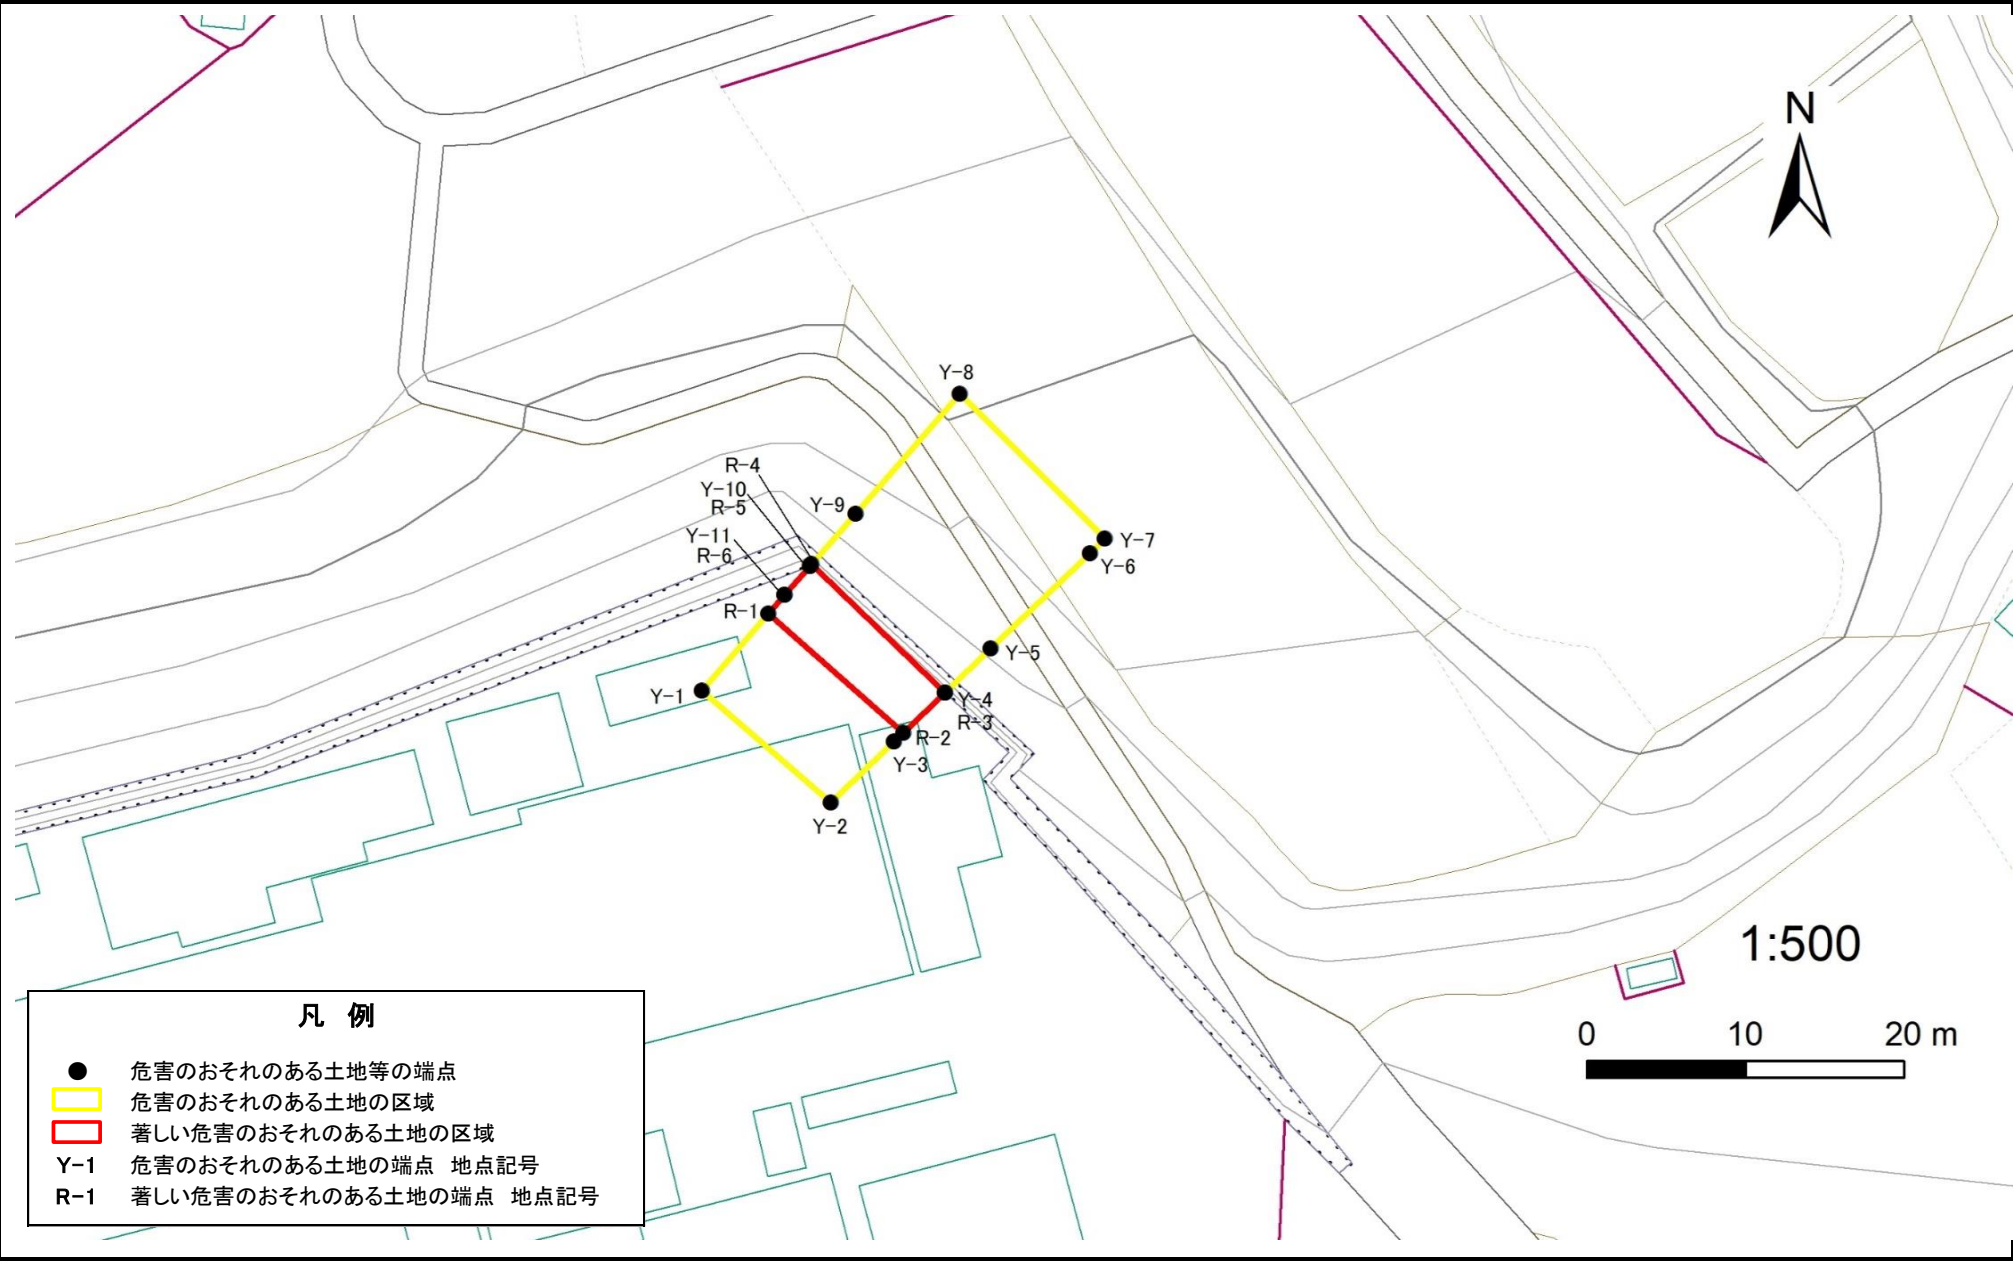 N
Y-8
R-4
Y-10
R-5
Y-9
Y-11
R-6
Y-7
Y-6
R-1
Y-5
Y-1
Y-4
R-3
R-2
Y-3
Y-2
1:500
0 10 20 m
凡 例
危害のおそれのある土地等の端点
危害のおそれのある土地の区域
著しい危害のおそれのある土地の区域
Y-1 危害のおそれのある土地の端点 地点記号
R-1 著しい危害のおそれのある土地の端点 地点記号